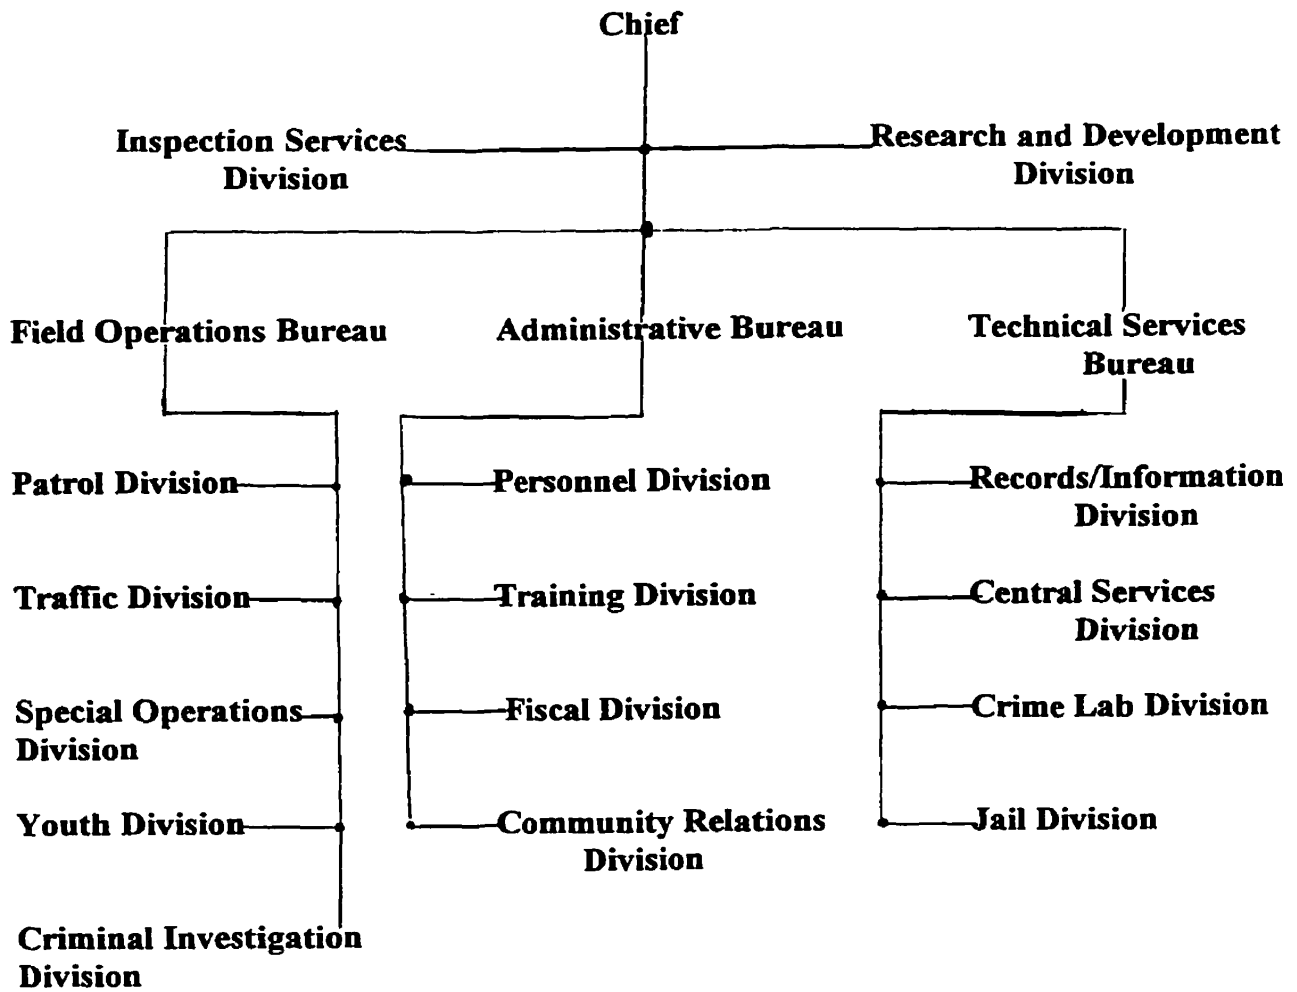 Chief
Inspection Services
Division
Research and Development
Division
Field Operations Bureau
Administrative Bureau
Technical Services
Bureau
Patrol Division
Personnel Division
Records/Information
Division
Traffic Division
Training Division
Central Services
Division
Special Operations
Division
Fiscal Division
Crime Lab Division
Youth Division
Community Relations
Division
Jail Division
Criminal Investigation
Division